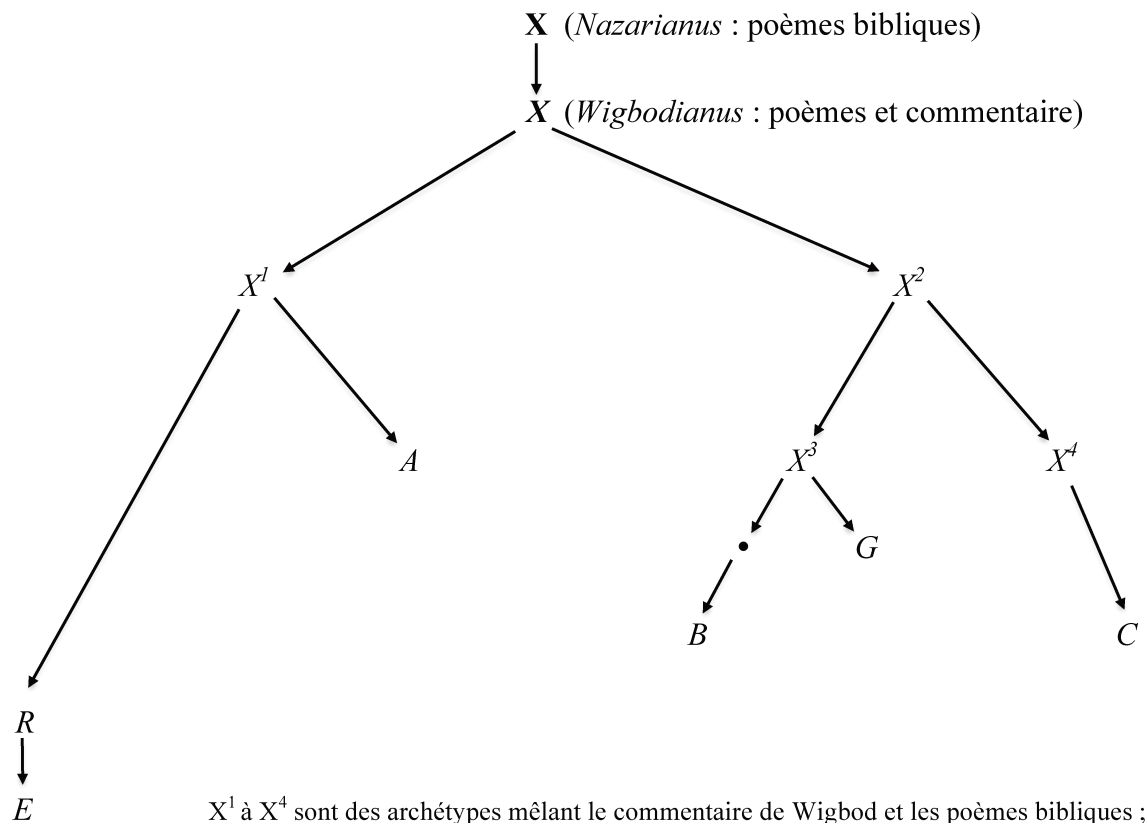 X (Nazarianus : poèmes bibliques)
X (Wigbodianus : poèmes et commentaire)
X¹ X²
A X³ X⁴
• G
B C
R
E X¹ à X⁴ sont des archétypes mêlant le commentaire de Wigbod et les poèmes bibliques ;